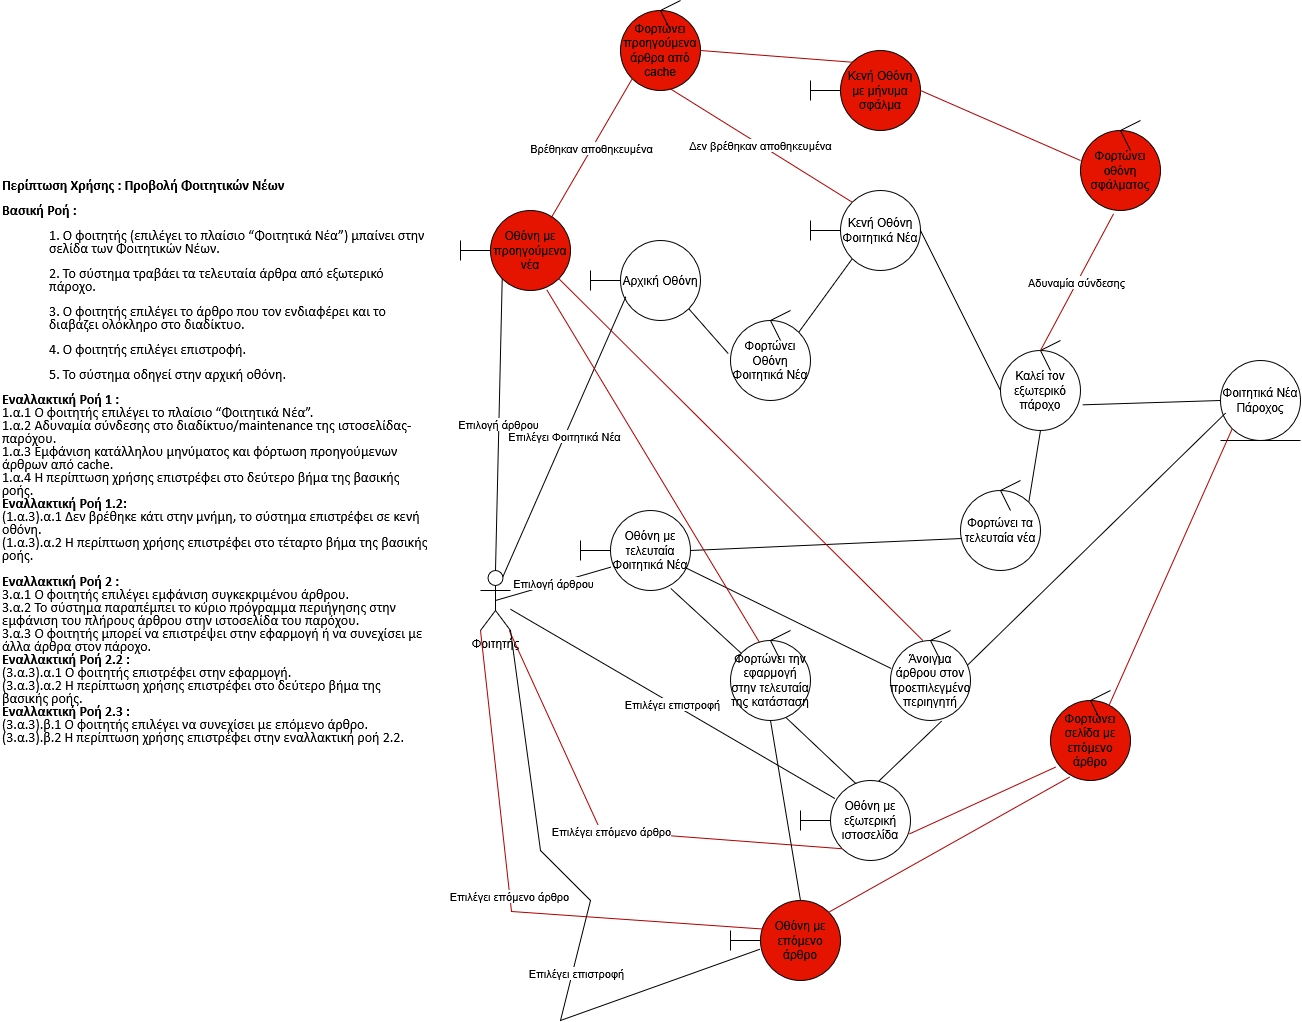 Περίπτωση Χρήσης : Προβολή Φοιτητικών Νέων
Βασική Ροή :
1. Ο φοιτητής (επιλέγει το πλαίσιο “Φοιτητικά Νέα”) μπαίνει στην
σελίδα των Φοιτητικών Νέων.
2. Το σύστημα τραβάει τα τελευταία άρθρα από εξωτερικό
πάροχο.
3. Ο φοιτητής επιλέγει το άρθρο που τον ενδιαφέρει και το
διαβάζει ολόκληρο στο διαδίκτυο.
4. Ο φοιτητής επιλέγει επιστροφή.
5. Το σύστημα οδηγεί στην αρχική οθόνη.
Εναλλακτική Ροή 1 :
1.α.1 Ο φοιτητής επιλέγει το πλαίσιο “Φοιτητικά Νέα”.
1.α.2 Αδυναμία σύνδεσης στο διαδίκτυο/maintenance της ιστοσελίδας-
παρόχου.
1.α.3 Εμφάνιση κατάλληλου μηνύματος και φόρτωση προηγούμενων
άρθρων από cache.
1.α.4 Η περίπτωση χρήσης επιστρέφει στο δεύτερο βήμα της βασικής
ροής.
Εναλλακτική Ροή 1.2:
(1.α.3).α.1 Δεν βρέθηκε κάτι στην μνήμη, το σύστημα επιστρέφει σε κενή
οθόνη.
(1.α.3).α.2 Η περίπτωση χρήσης επιστρέφει στο τέταρτο βήμα της βασικής
ροής.
Εναλλακτική Ροή 2 :
3.α.1 Ο φοιτητής επιλέγει εμφάνιση συγκεκριμένου άρθρου.
3.α.2 Το σύστημα παραπέμπει το κύριο πρόγραμμα περιήγησης στην
εμφάνιση του πλήρους άρθρου στην ιστοσελίδα του παρόχου.
3.α.3 Ο φοιτητής μπορεί να επιστρέψει στην εφαρμογή ή να συνεχίσει με
άλλα άρθρα στον πάροχο.
Εναλλακτική Ροή 2.2 :
(3.α.3).α.1 Ο φοιτητής επιστρέφει στην εφαρμογή.
(3.α.3).α.2 Η περίπτωση χρήσης επιστρέφει στο δεύτερο βήμα της
βασικής ροής.
Εναλλακτική Ροή 2.3 :
(3.α.3).β.1 Ο φοιτητής επιλέγει να συνεχίσει με επόμενο άρθρο.
(3.α.3).β.2 Η περίπτωση χρήσης επιστρέφει στην εναλλακτική ροή 2.2.
Φορτώνει
προηγούμενα
άρθρα από
cache
Κενή Οθόνη
με μήνυμα
σφάλμα
Βρέθηκαν αποθηκευμένα
Δεν βρέθηκαν αποθηκευμένα
Φορτώνει
οθόνη
σφάλματος
Οθόνη με
προηγούμενα
νέα
Κενή Οθόνη
Φοιτητικά Νέα
Αρχική Οθόνη
Αδυναμία σύνδεσης
Φορτώνει
Οθόνη
Φοιτητικά Νέα
Καλεί τον
εξωτερικό
πάροχο
Φοιτητικά Νέα
Πάροχος
Επιλογή άρθρου
Επιλέγει Φοιτητικά Νέα
Οθόνη με
τελευταία
Φοιτητικά Νέα
Φορτώνει τα
τελευταία νέα
Επιλογή άρθρου
Φοιτητής
Φορτώνει την
εφαρμογή
στην τελευταία
της κατάσταση
Άνοιγμα
άρθρου στον
προεπιλεγμένο
περιηγητή
Επιλέγει επιστροφή
Φορτώνει
σελίδα με
επόμενο
άρθρο
Οθόνη με
εξωτερική
ιστοσελίδα
Επιλέγει επόμενο άρθρο
Επιλέγει επόμενο άρθρο
Οθόνη με
επόμενο
άρθρο
Επιλέγει επιστροφή